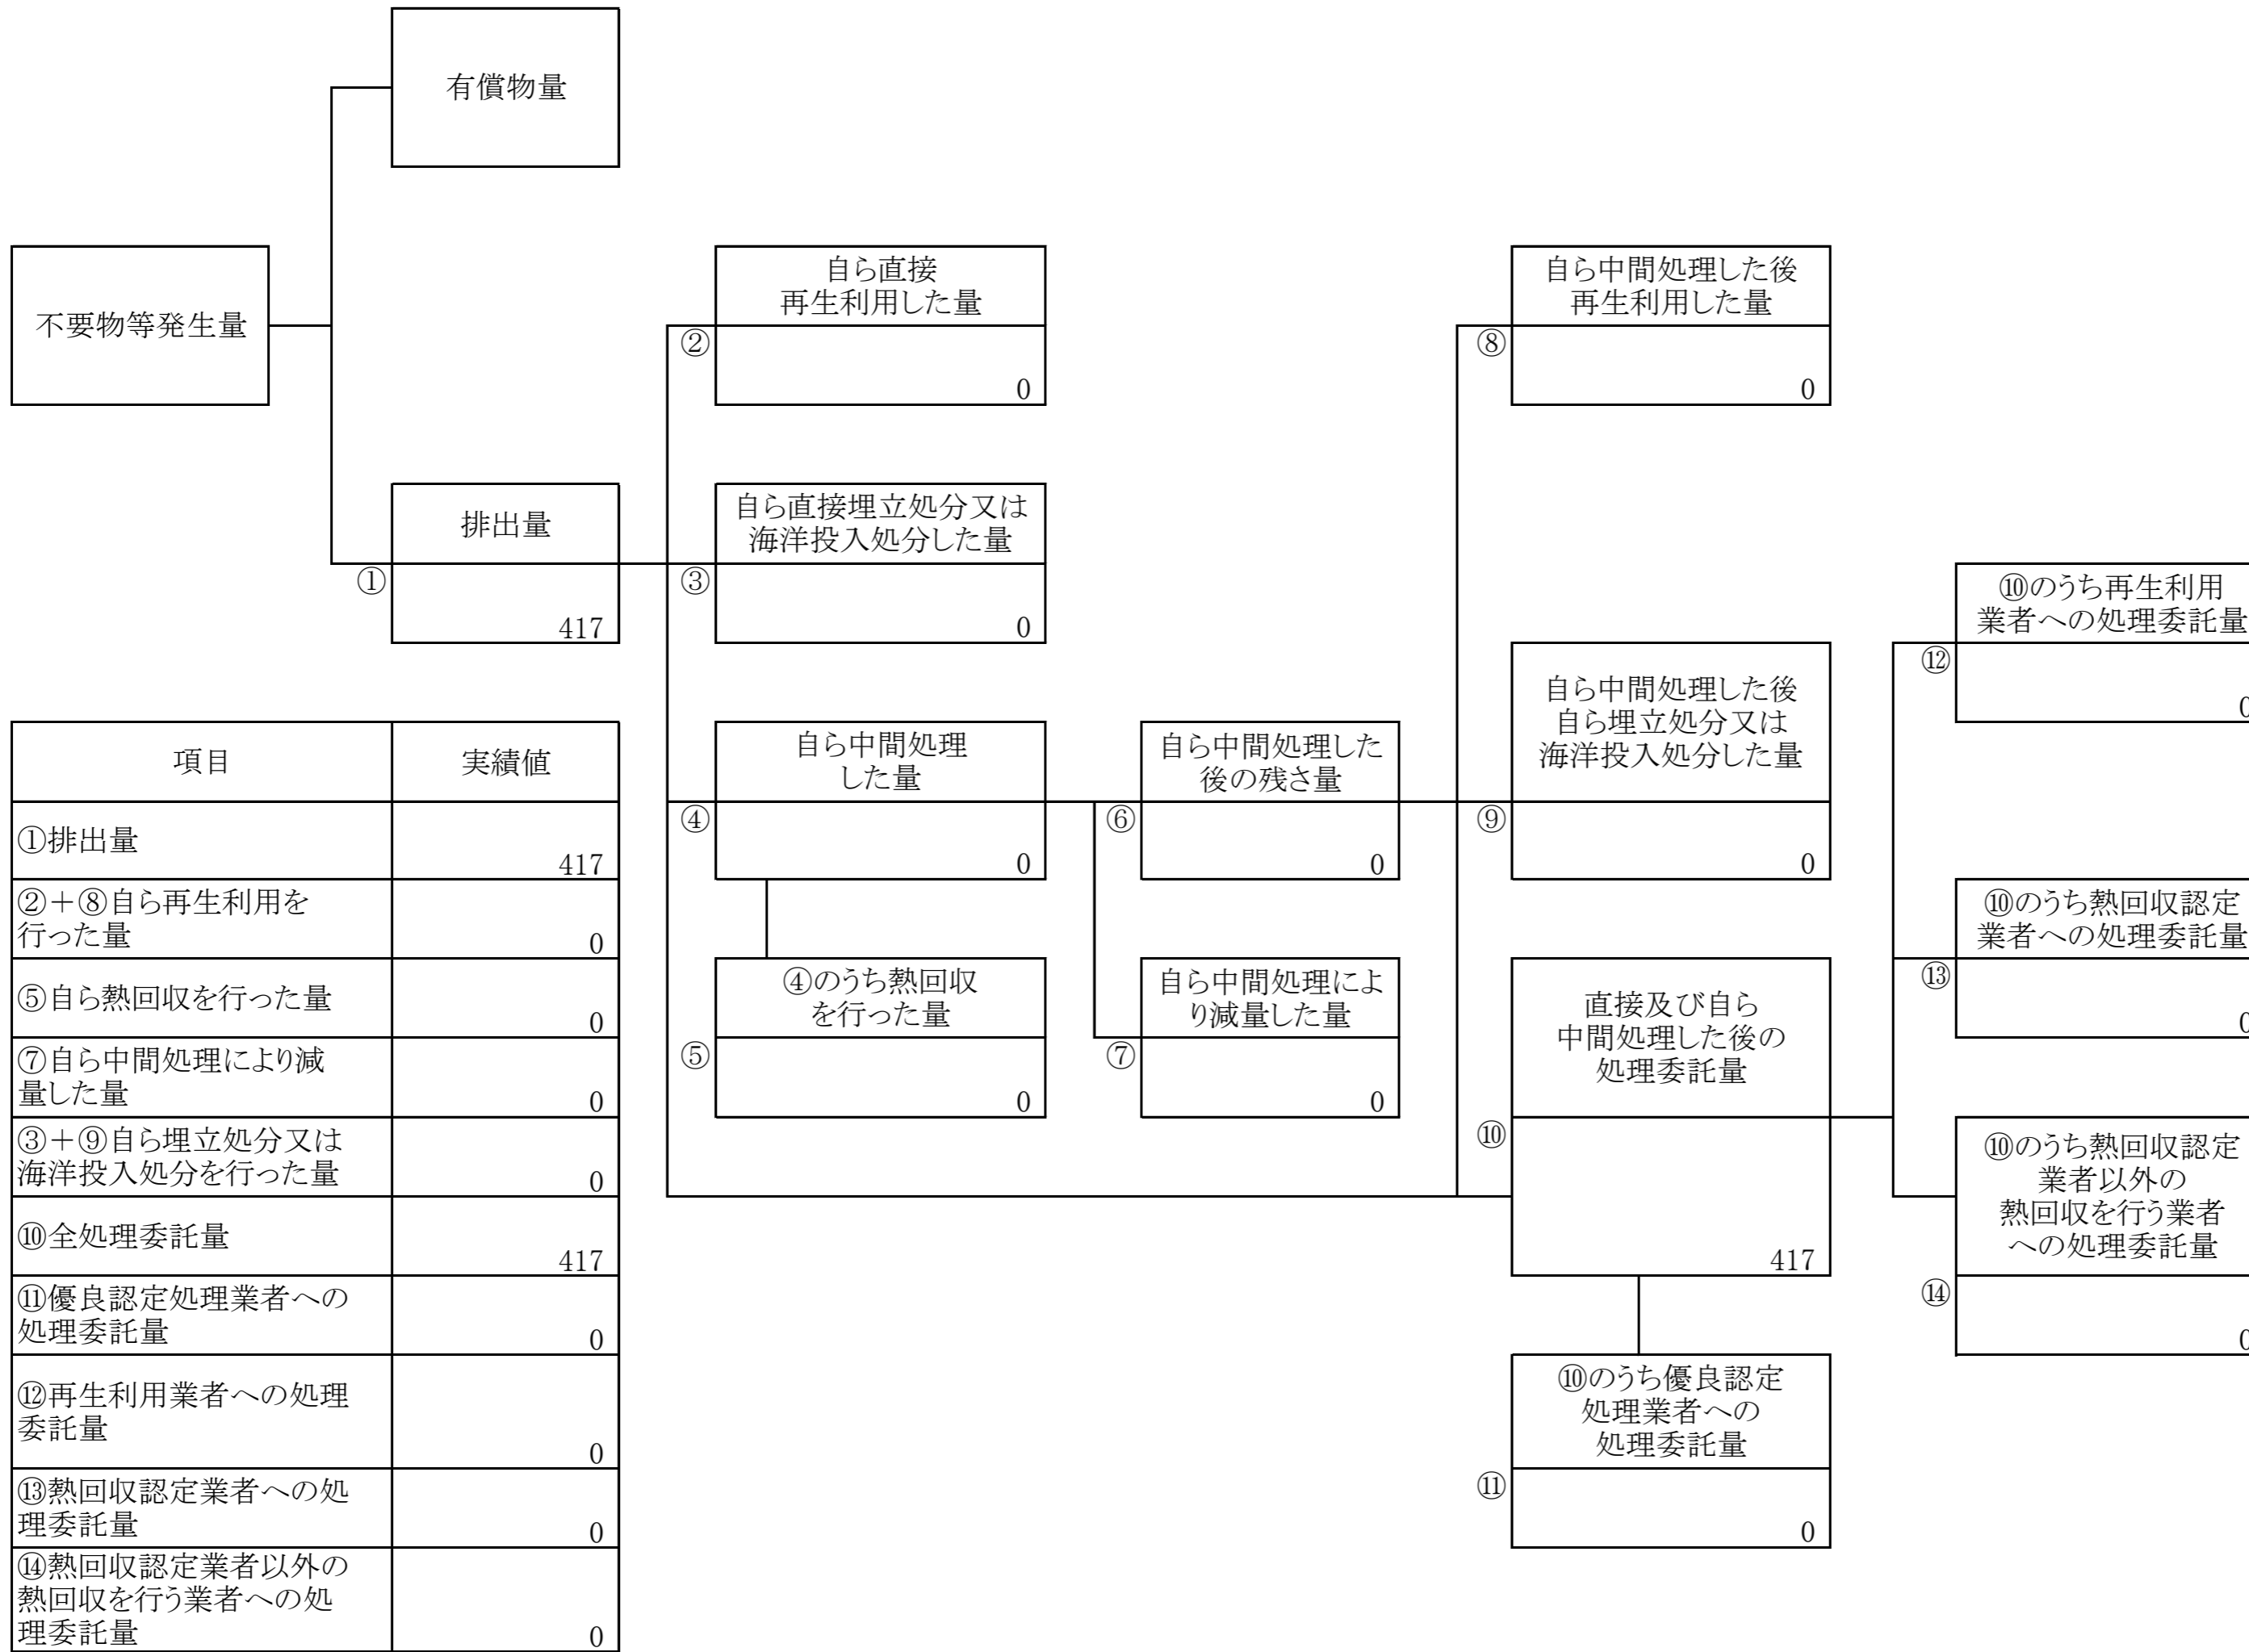 有償物量
不要物等発生量
自ら直接
再生利用した量
②
0
自ら中間処理した後
再生利用した量
⑧
0
排出量
①
417
自ら直接埋立処分又は
海洋投入処分した量
③
0
⑩のうち再生利用
業者への処理委託量
⑫
0
自ら中間処理
した量
④
0
自ら中間処理した
後の残さ量
⑥
0
自ら中間処理した後
自ら埋立処分又は
海洋投入処分した量
⑨
0
⑩のうち熱回収認定
業者への処理委託量
⑬
0
④のうち熱回収
を行った量
⑤
0
自ら中間処理によ
り減量した量
⑦
0
直接及び自ら
中間処理した後の
処理委託量
⑩
417
⑩のうち熱回収認定
業者以外の
熱回収を行う業者
への処理委託量
⑭
0
⑩のうち優良認定
処理業者への
処理委託量
⑪
0
項目 実績値
①排出量
417
②+⑧自ら再生利用を
行った量
0
⑤自ら熱回収を行った量
0
⑦自ら中間処理により減
量した量
0
③+⑨自ら埋立処分又は
海洋投入処分を行った量
0
⑩全処理委託量
417
⑪優良認定処理業者への
処理委託量
0
⑫再生利用業者への処理
委託量
0
⑬熱回収認定業者への処
理委託量
0
⑭熱回収認定業者以外の
熱回収を行う業者への処
理委託量
0